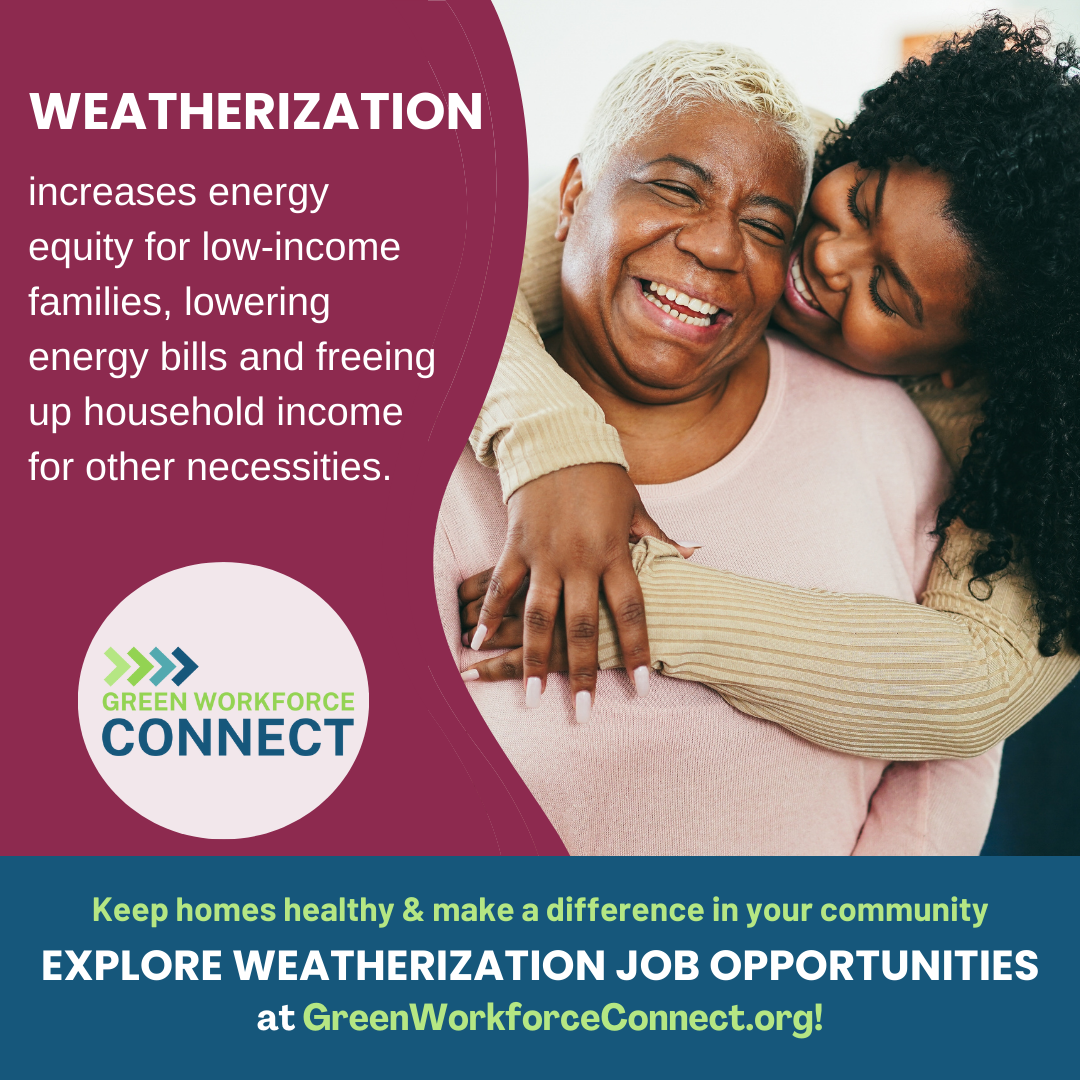 WEATHERIZATION
increases energy
equity for low-income
families, lowering
energy bills and freeing
up household income
for other necessities.
GREEN WORKFORCE
CONNECT
Keep homes healthy & make a difference in your community
EXPLORE WEATHERIZATION JOB OPPORTUNITIES
at GreenWorkforceConnect.org!